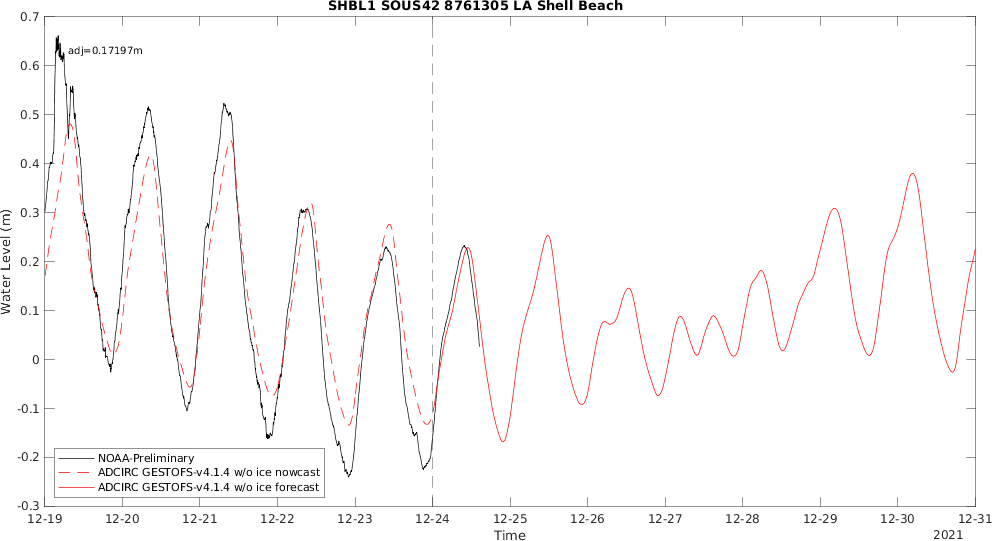 SHBL1 SOUS42 8761305 LA Shell Beach
adj=0.17197m
Water Level (m)
0.7
0.6
0.5
0.4
0.3
0.2
0.1
0
-0.1
-0.2
-0.3
NOAA-Preliminary
ADCIRC GESTOFS-v4.1.4 w/o ice nowcast
ADCIRC GESTOFS-v4.1.4 w/o ice forecast
12-19 12-20 12-21 12-22 12-23 12-24 12-25 12-26 12-27 12-28 12-29 12-30 12-31
Time
2021